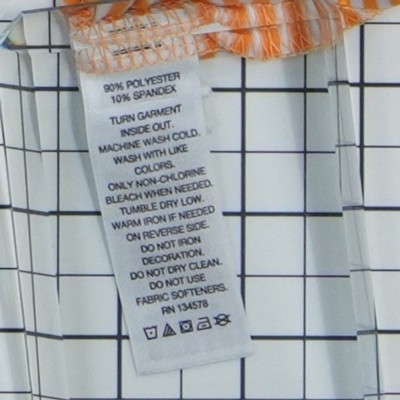 90% POLYESTER
10% SPANDEX
TURN GARMENT
INSIDE OUT.
MACHINE WASH COLD.
WASH WITH LIKE
COLORS.
ONLY NON-CHLORINE
BLEACH WHEN NEEDED.
TUMBLE DRY LOW.
WARM IRON IF NEEDED
ON REVERSE SIDE.
DO NOT IRON
DECORATION.
DO NOT DRY CLEAN.
DO NOT USE
FABRIC SOFTENERS.
RN 134578